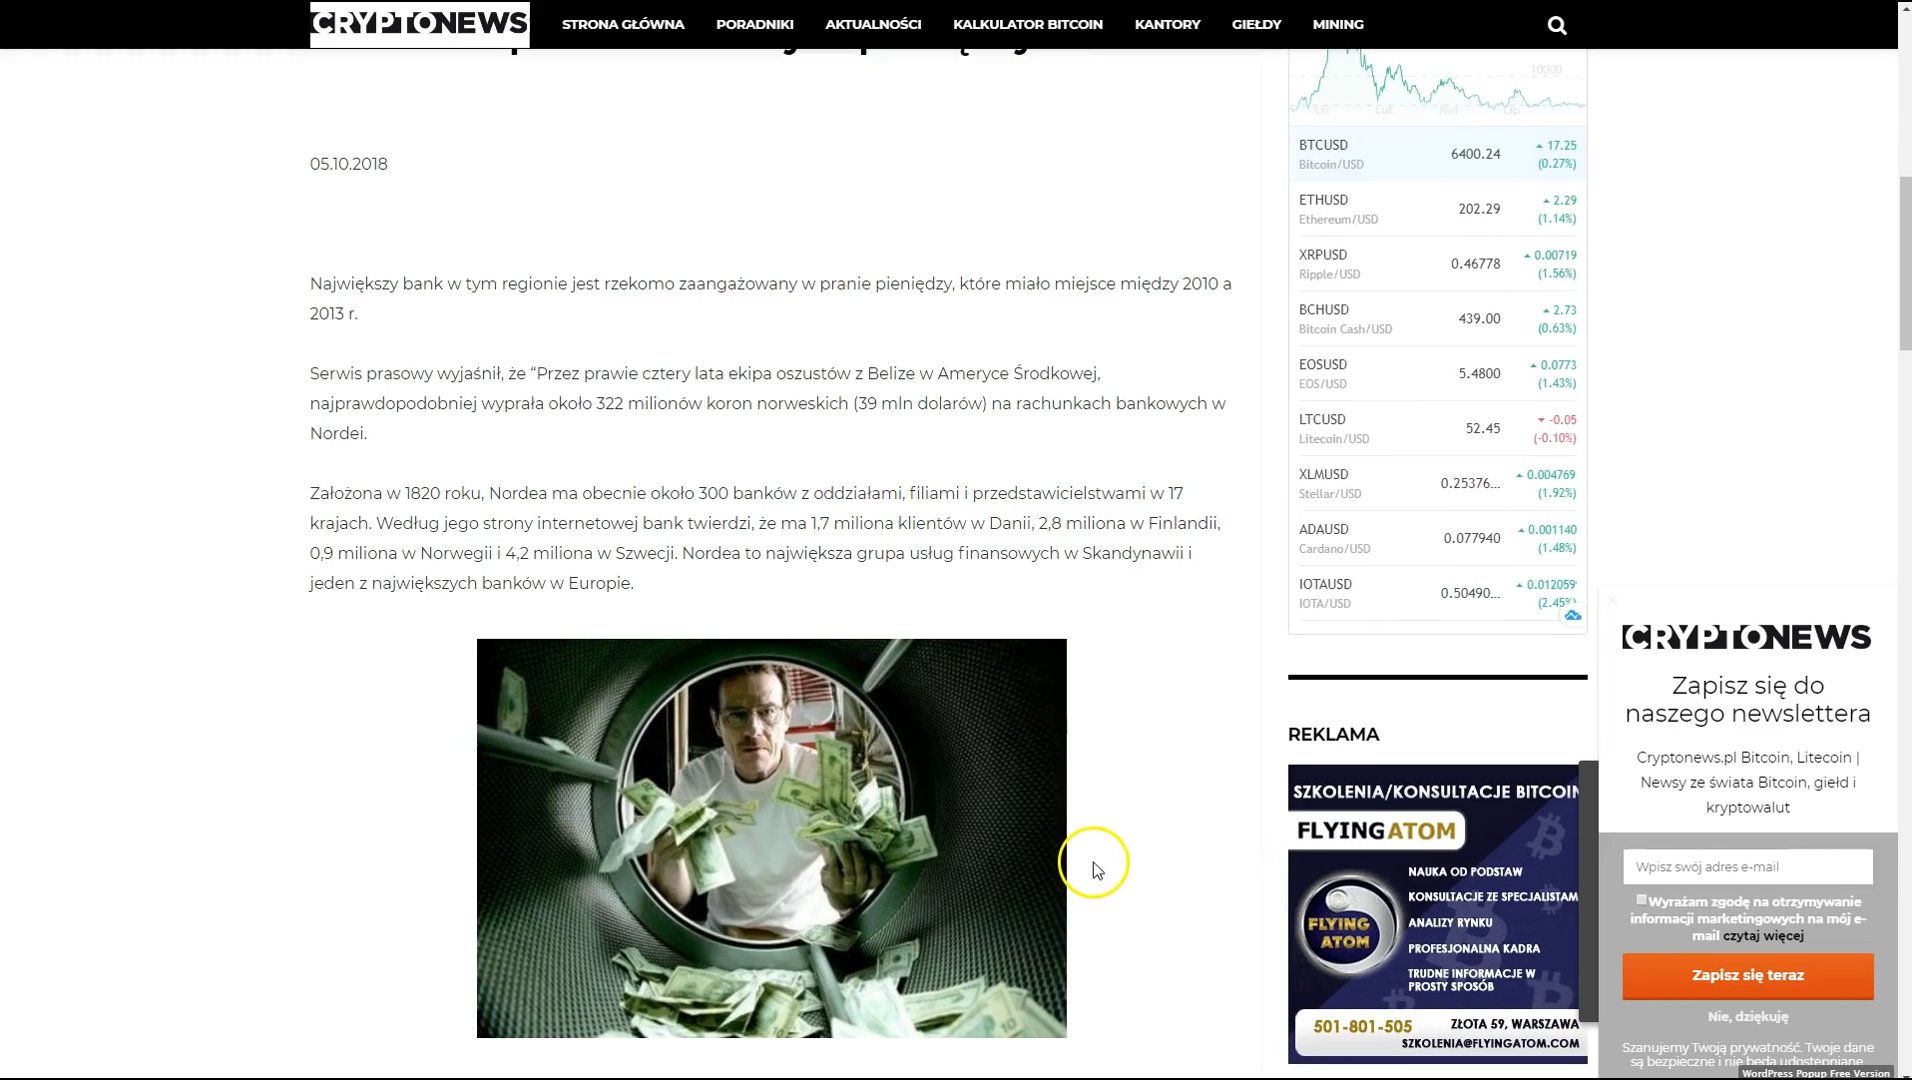 CRYPTONEWS
STRONA GŁÓWNA
PORADNIKI
AKTUALNOŚCI
KALKULATOR BITCOIN
KANTORY
GIEŁDY
MINING
05.10.2018
Największy bank w tym regionie jest rzekomo zaangażowany w pranie pieniędzy, które miało miejsce między 2010 a
2013 r.
Serwis prasowy wyjaśnił, że “Przez prawie cztery lata ekipa oszustów z Belize w Ameryce Środkowej,
najprawdopodobniej wyprała około 322 milionów koron norweskich (39 mln dolarów) na rachunkach bankowych w
Nordei.
Założona w 1820 roku, Nordea ma obecnie około 300 banków z oddziałami, filiami i przedstawicielstwami w 17
krajach. Według jego strony internetowej bank twierdzi, że ma 1,7 miliona klientów w Danii, 2,8 miliona w Finlandii,
0,9 miliona w Norwegii i 4,2 miliona w Szwecji. Nordea to największa grupa usług finansowych w Skandynawii i
jeden z największych banków w Europie.
10000
Lis Lut Kwi Lip
BTCUSD 6400.24 17.25
Bitcoin/USD (0.27%)
ETHUSD 202.29 2.29
Ethereum/USD (1.14%)
XRPUSD 0.46778 0.00719
Ripple/USD (1.56%)
BCHUSD 439.00 2.73
Bitcoin Cash/USD (0.63%)
EOSUSD 5.4800 0.0773
EOS/USD (1.43%)
LTCUSD 52.45 -0.05
Litecoin/USD (-0.10%)
XLMUSD 0.25376... 0.004769
Stellar/USD (1.92%)
ADAUSD 0.077940 0.001140
Cardano/USD (1.48%)
IOTAUSD 0.50490... 0.012059
IOTA/USD (2.45%)
REKLAMA
SZKOLENIA/KONSULTACJE BITCOIN
FLYINGATOM
NAUKA OD PODSTAW
KONSULTACJE ZE SPECJALISTAM
ANALIZY RYNKU
PROFESJONALNA KADRA
TRUDNE INFORMACJE W
PROSTY SPOSÓB
FLYING
ATOM
501-801-505
ZŁOTA 59, WARSZAWA
SZKOLENIA@FLYINGATOM.COM
CRYPTONEWS
Zapisz się do
naszego newslettera
Cryptonews.pl Bitcoin, Litecoin |
Newsy ze świata Bitcoin, giełd i
kryptowalut
Wpisz swój adres e-mail
Wyrażam zgodę na otrzymywanie
informacji marketingowych na mój e-
mail czytaj więcej
Zapisz się teraz
Nie, dziękuję
Szanujemy Twoją prywatność. Twoje dane
są bezpieczne i nie będą udostępniane
WordPress Popup Free Version